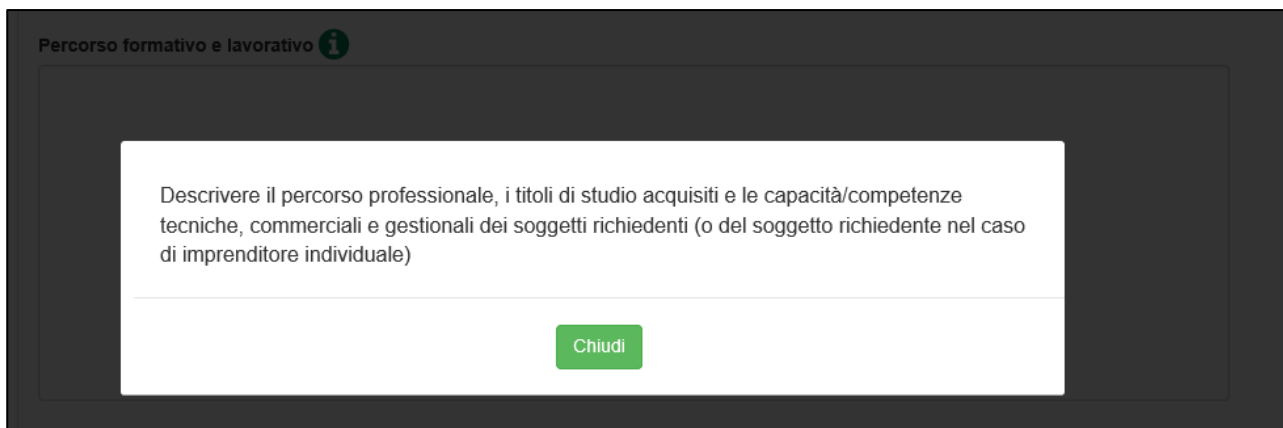 Percorso formativo e lavorativo
Descrivere il percorso professionale, i titoli di studio acquisiti e le capacità/competenze
tecniche, commerciali e gestionali dei soggetti richiedenti (o del soggetto richiedente nel caso
di imprenditore individuale)
Chiudi